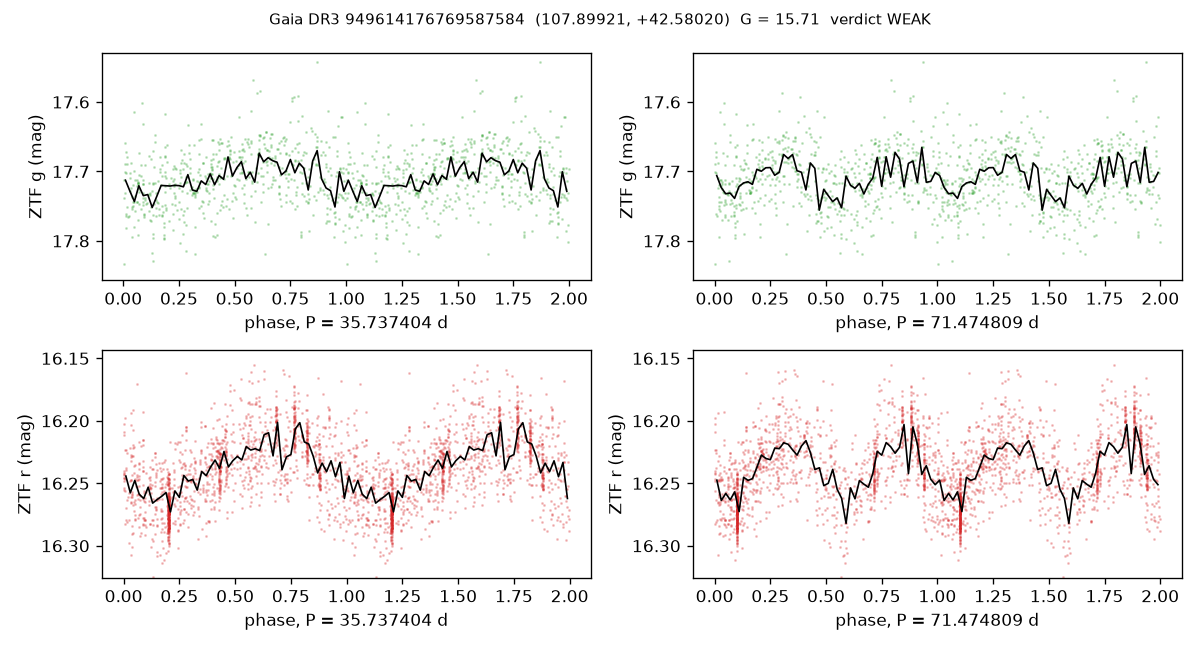 Gaia DR3 949614176769587584 (107.89921, +42.58020) G = 15.71 verdict WEAK
ZTF g (mag)
17.6
17.7
17.8
0.00 0.25 0.50 0.75 1.00 1.25 1.50 1.75 2.00
phase, P = 35.737404 d
ZTF g (mag)
17.6
17.7
17.8
0.00 0.25 0.50 0.75 1.00 1.25 1.50 1.75 2.00
phase, P = 71.474809 d
ZTF r (mag)
16.15
16.20
16.25
16.30
0.00 0.25 0.50 0.75 1.00 1.25 1.50 1.75 2.00
phase, P = 35.737404 d
ZTF r (mag)
16.15
16.20
16.25
16.30
0.00 0.25 0.50 0.75 1.00 1.25 1.50 1.75 2.00
phase, P = 71.474809 d